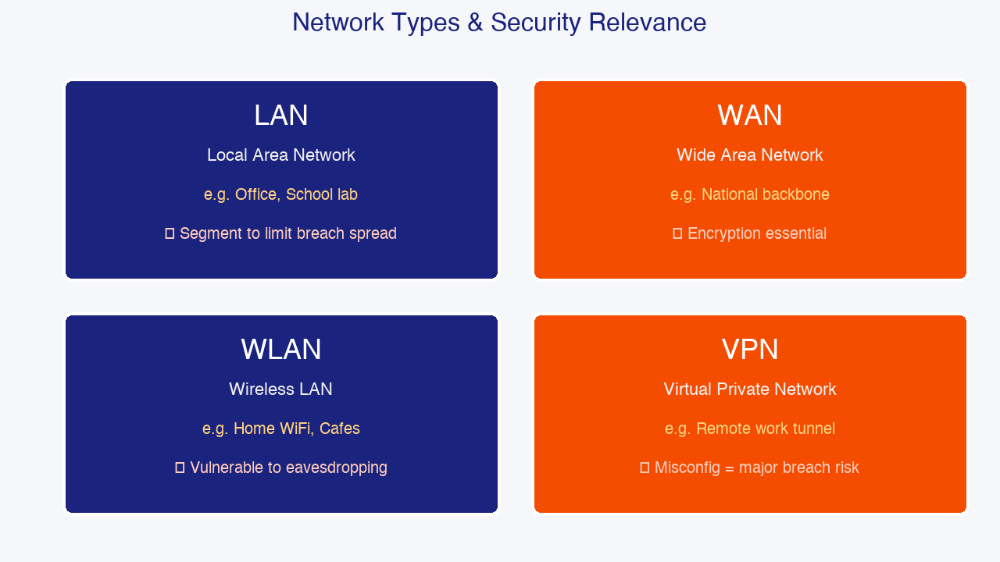 Network Types & Security Relevance
LAN
Local Area Network
e.g. Office, School lab
□ Segment to limit breach spread
WAN
Wide Area Network
e.g. National backbone
□ Encryption essential
WLAN
Wireless LAN
e.g. Home WiFi, Cafes
□ Vulnerable to eavesdropping
VPN
Virtual Private Network
e.g. Remote work tunnel
□ Misconfig = major breach risk